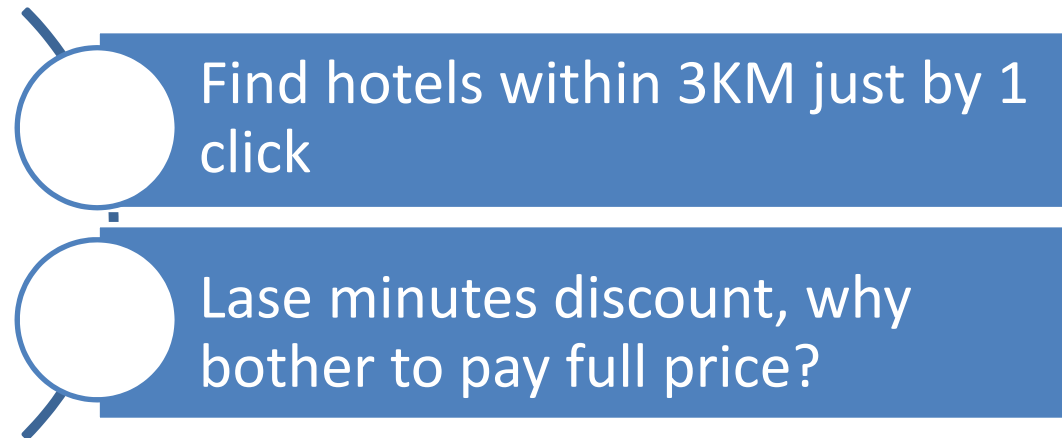 Find hotels within 3KM just by 1
click
Lase minutes discount, why
bother to pay full price?